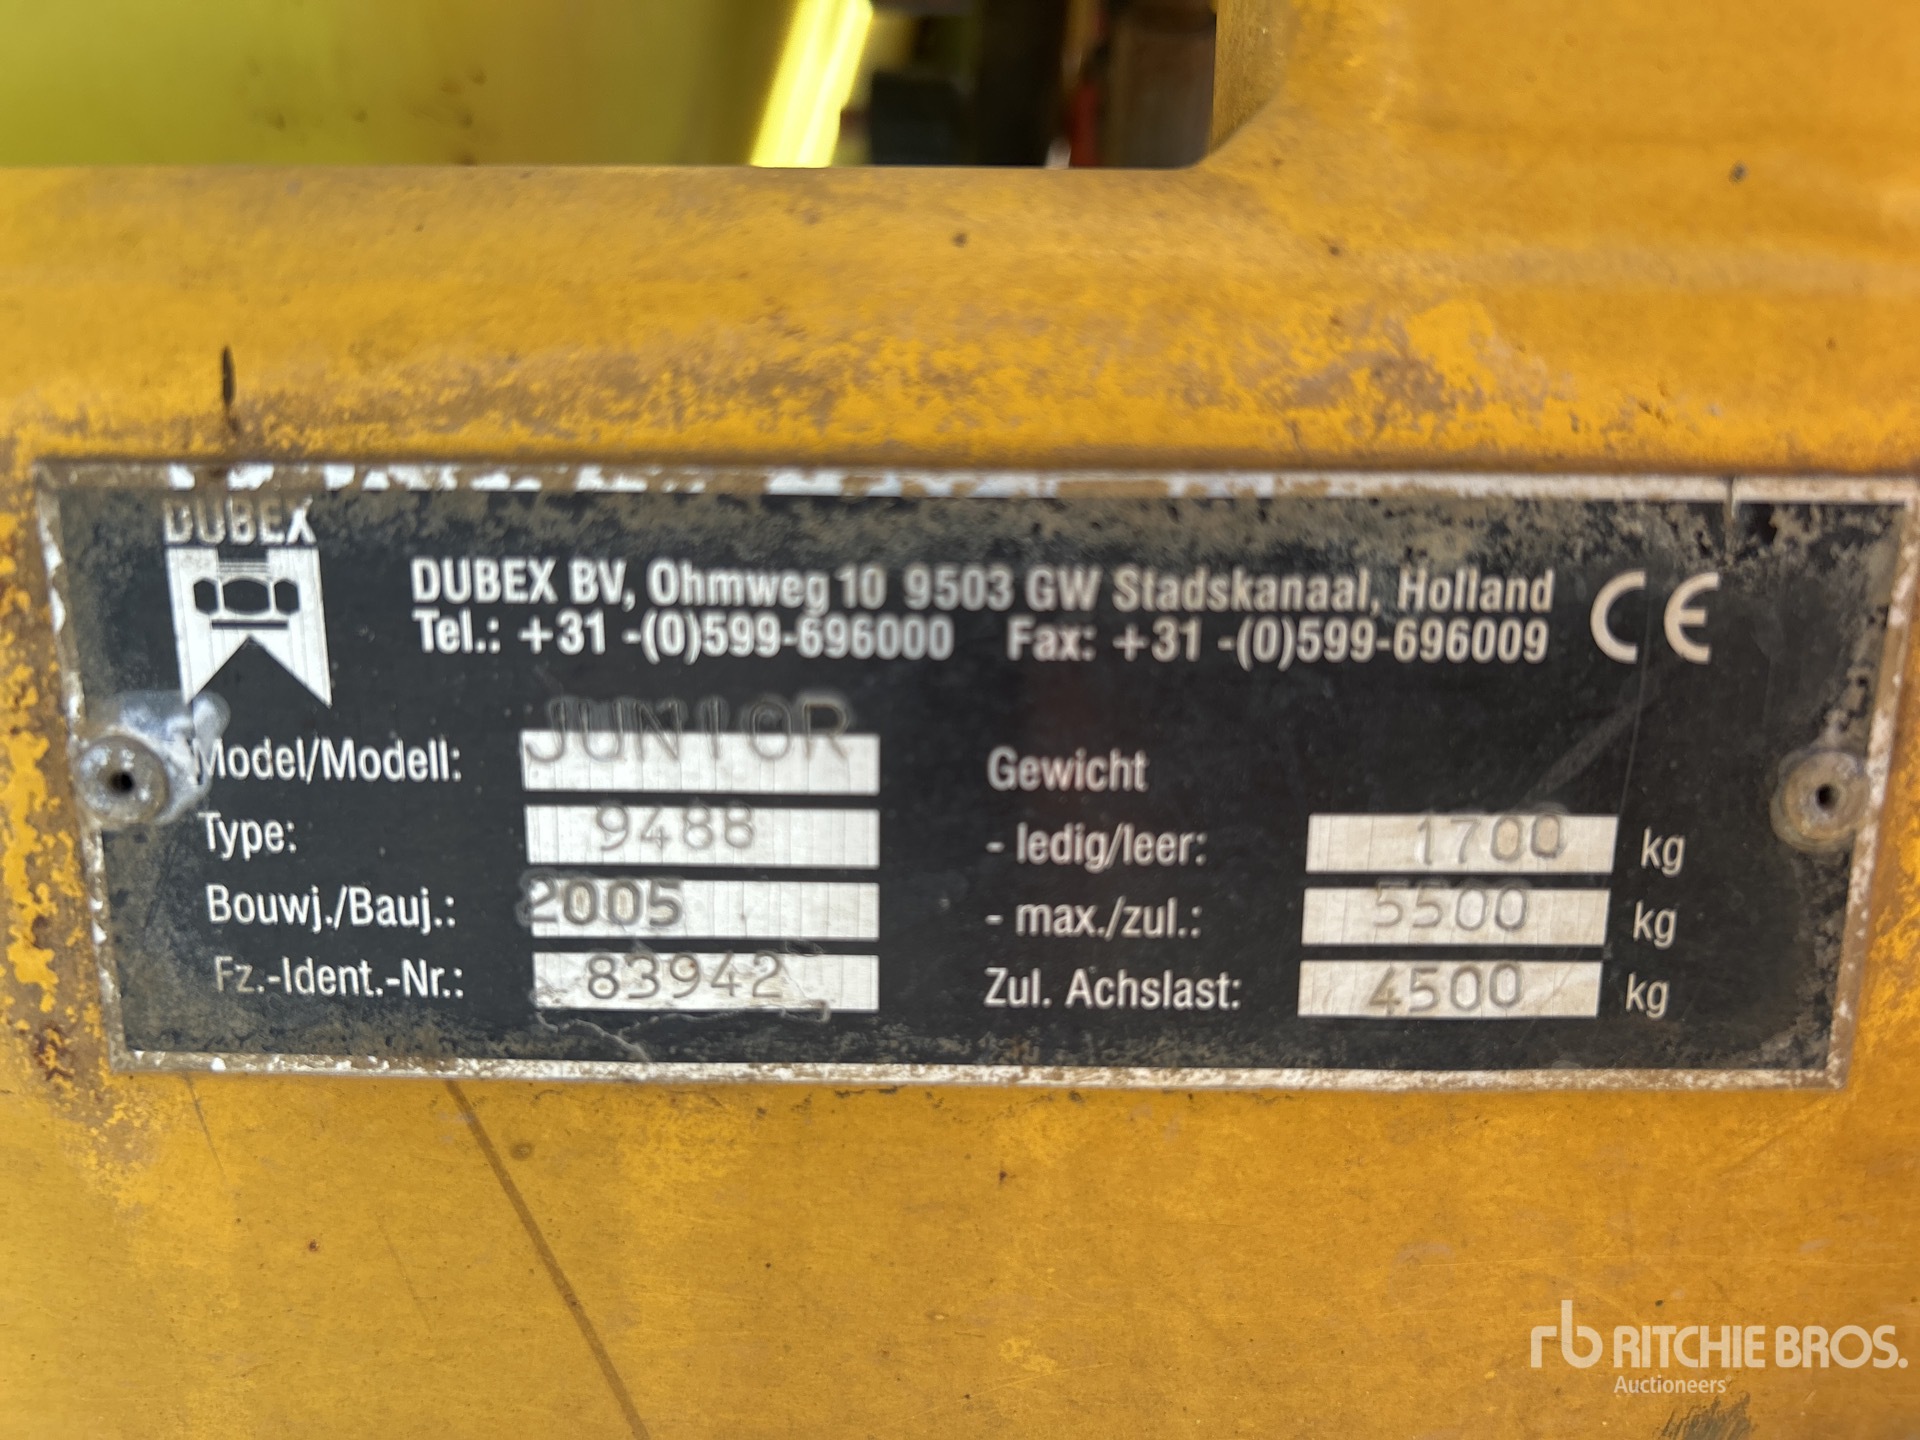 DUBEX
DUBEX BV, Ohmweg 10 9503 GW Stadskanaal, Holland
Tel.: +31 -(0)599-696000 Fax: +31 -(0)599-696009
CE
Model/Modell: JUNIOR
Type: 9488
Bouwj./Bauj.: 2005
Fz.-Ident.-Nr.: 83942
Gewicht
- ledig/leer: 1700 kg
- max./zul.: 5500 kg
Zul. Achslast: 4500 kg
rb RITCHIE BROS.
Auctioneers